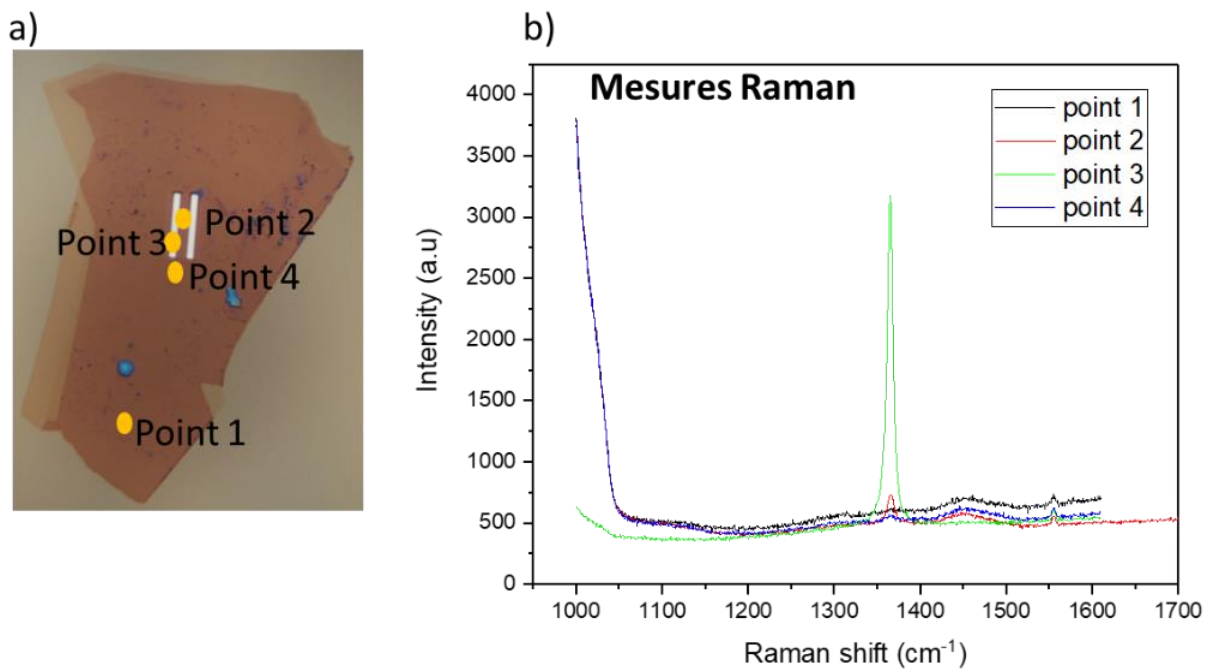 a)
b)
Point 2
Point 3
Point 4
Point 1
Mesures Raman
point 1
point 2
point 3
point 4
Intensity (a.u)
4000
3500
3000
2500
2000
1500
1000
500
0
1000 1100 1200 1300 1400 1500 1600 1700
Raman shift (cm⁻¹)